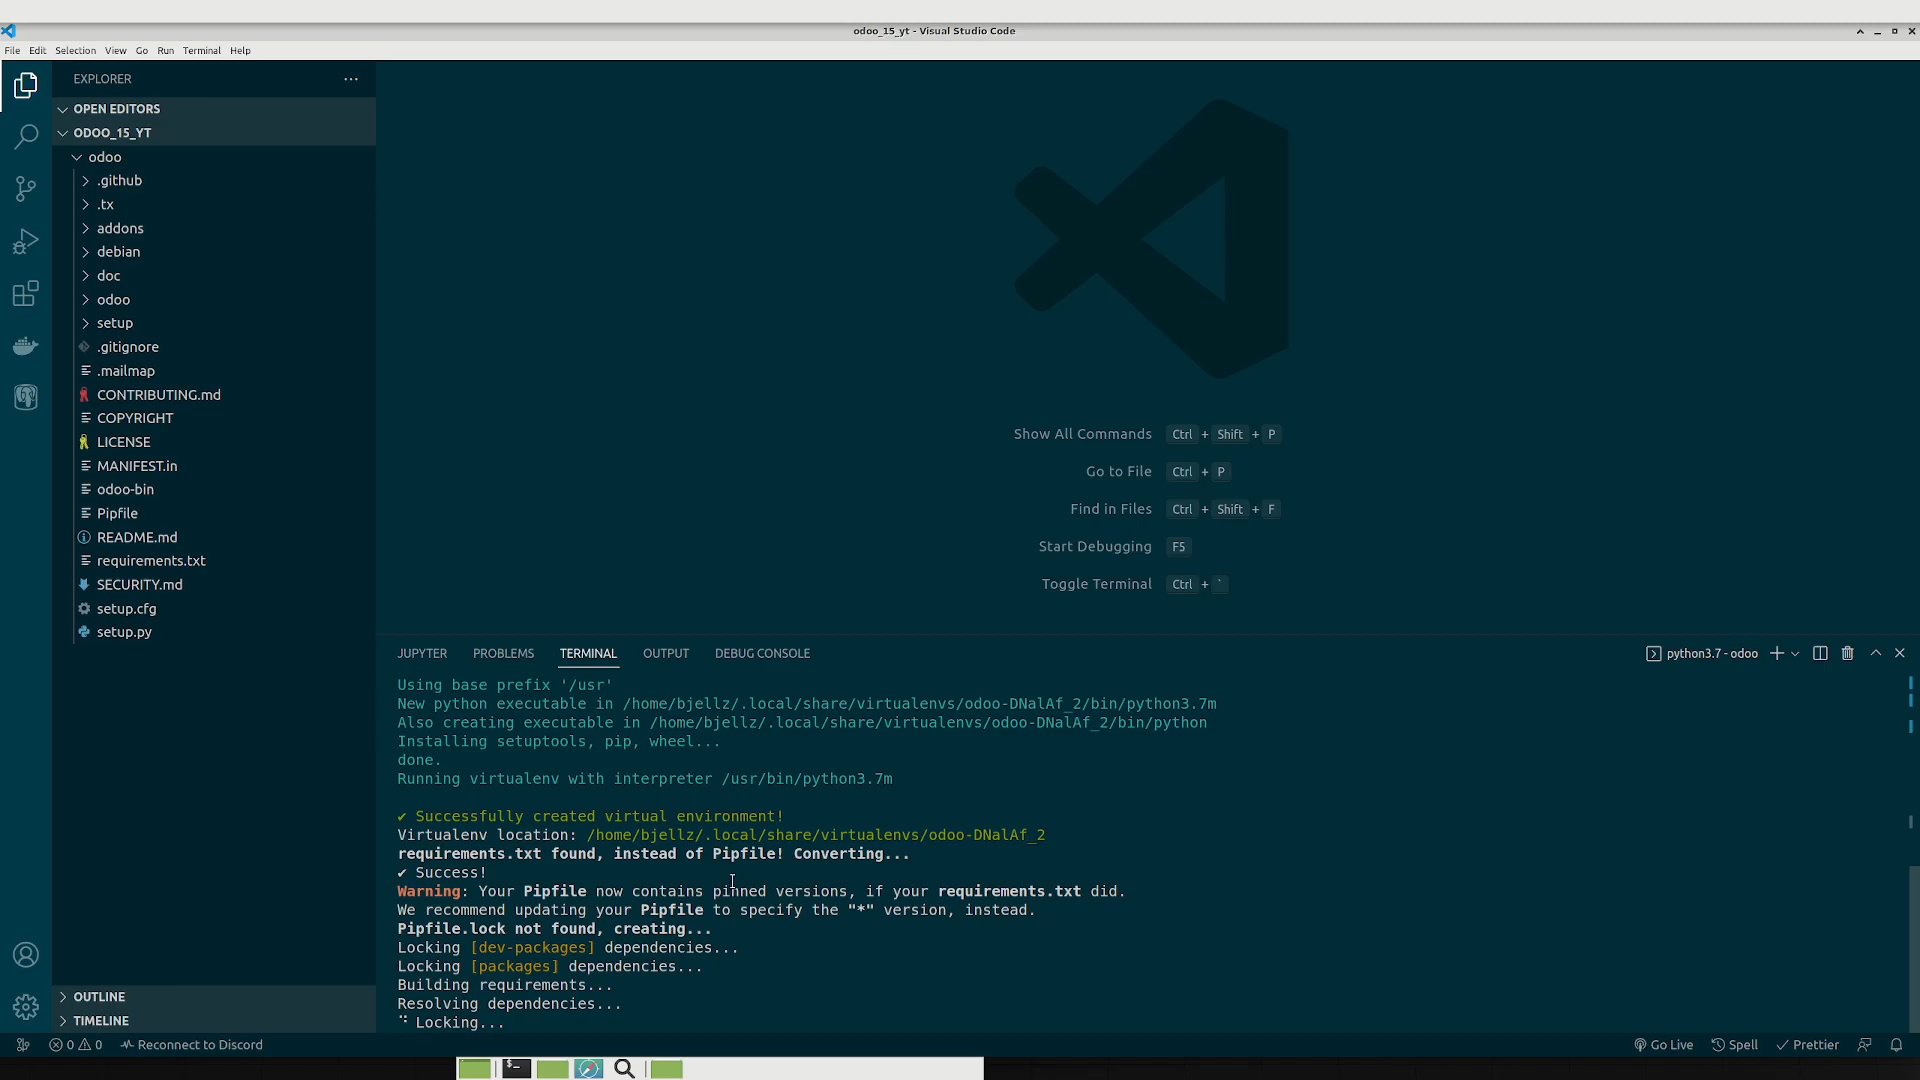 odoo_15_yt - Visual Studio Code
File Edit Selection View Go Run Terminal Help
EXPLORER
OPEN EDITORS
ODOO_15_YT
odoo
.github
.tx
addons
debian
doc
odoo
setup
.gitignore
.mailmap
CONTRIBUTING.md
COPYRIGHT
LICENSE
MANIFEST.in
odoo-bin
Pipfile
README.md
requirements.txt
SECURITY.md
setup.cfg
setup.py
OUTLINE
TIMELINE
Show All Commands Ctrl + Shift + P
Go to File Ctrl + P
Find in Files Ctrl + Shift + F
Start Debugging F5
Toggle Terminal Ctrl + `
JUPYTER PROBLEMS TERMINAL OUTPUT DEBUG CONSOLE
python3.7 - odoo
Using base prefix '/usr'
New python executable in /home/bjellz/.local/share/virtualenvs/odoo-DNalAf_2/bin/python3.7m
Also creating executable in /home/bjellz/.local/share/virtualenvs/odoo-DNalAf_2/bin/python
Installing setuptools, pip, wheel...
done.
Running virtualenv with interpreter /usr/bin/python3.7m
✔ Successfully created virtual environment!
Virtualenv location: /home/bjellz/.local/share/virtualenvs/odoo-DNalAf_2
requirements.txt found, instead of Pipfile! Converting...
✔ Success!
Warning: Your Pipfile now contains pinned versions, if your requirements.txt did.
We recommend updating your Pipfile to specify the "*" version, instead.
Pipfile.lock not found, creating...
Locking [dev-packages] dependencies...
Locking [packages] dependencies...
Building requirements...
Resolving dependencies...
Locking...
0 0 Reconnect to Discord
Go Live Spell Prettier